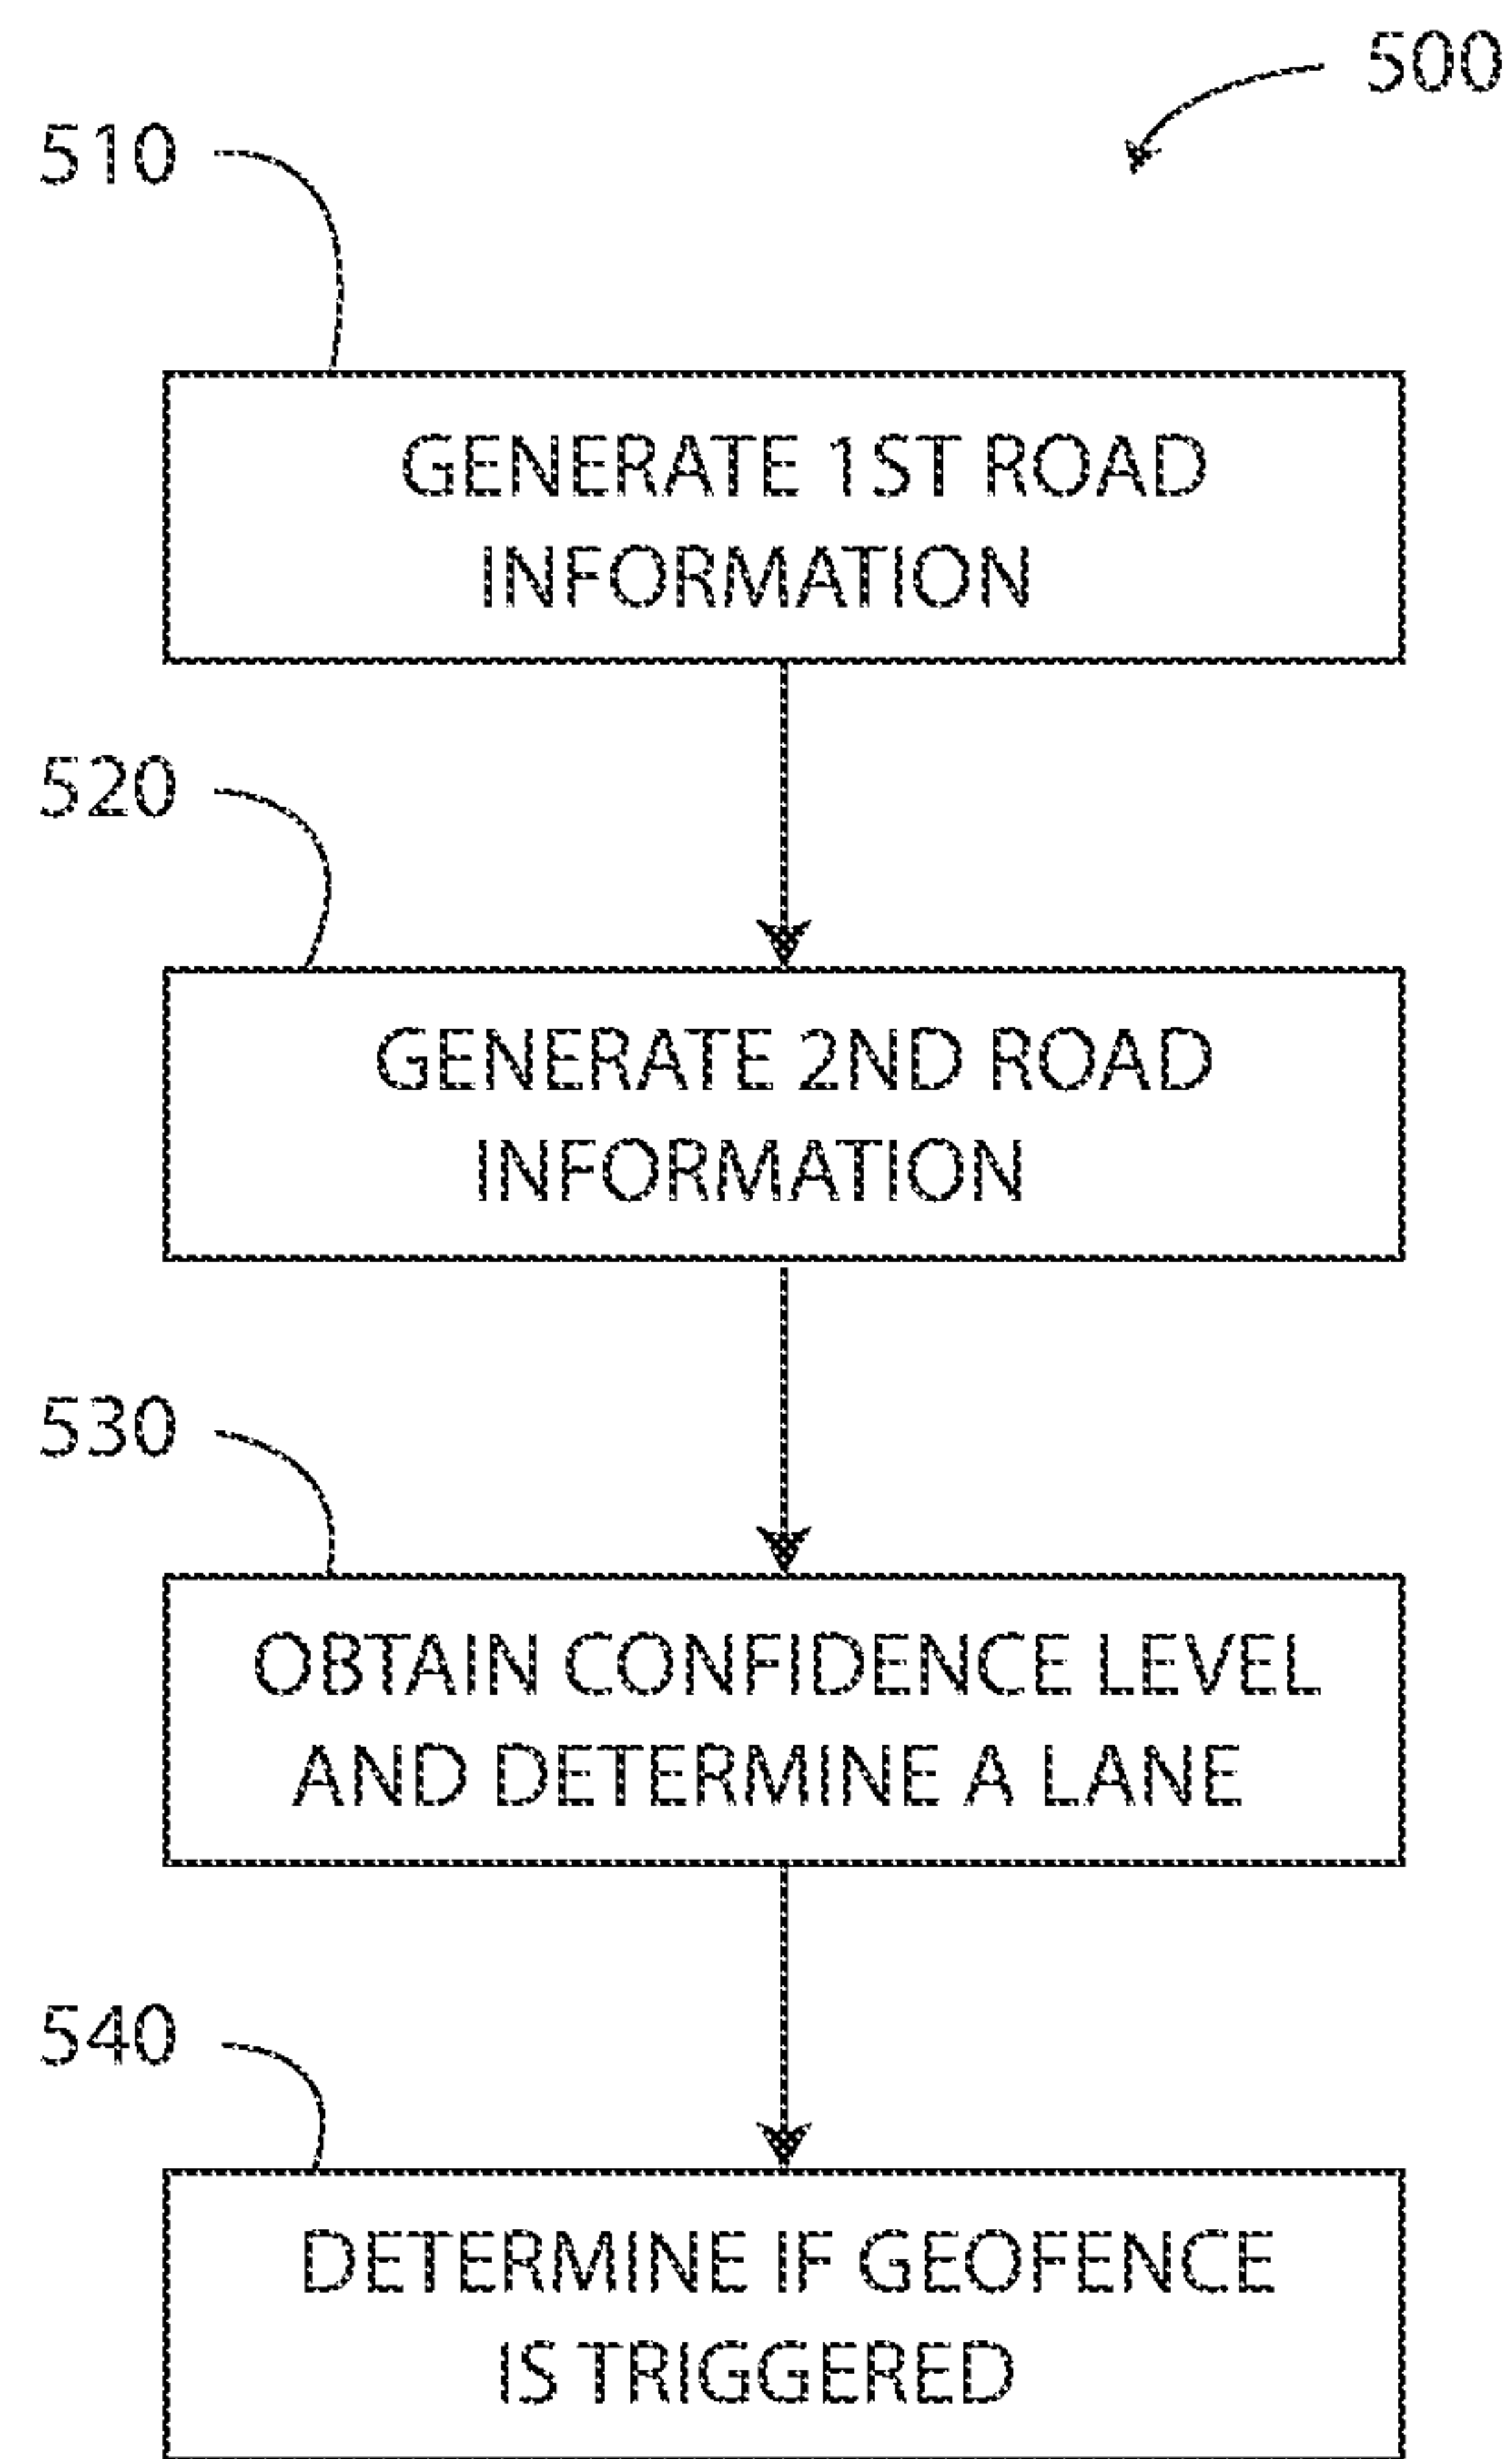 500
510
GENERATE 1ST ROAD
INFORMATION
520
GENERATE 2ND ROAD
INFORMATION
530
OBTAIN CONFIDENCE LEVEL
AND DETERMINE A LANE
540
DETERMINE IF GEOFENCE
IS TRIGGERED